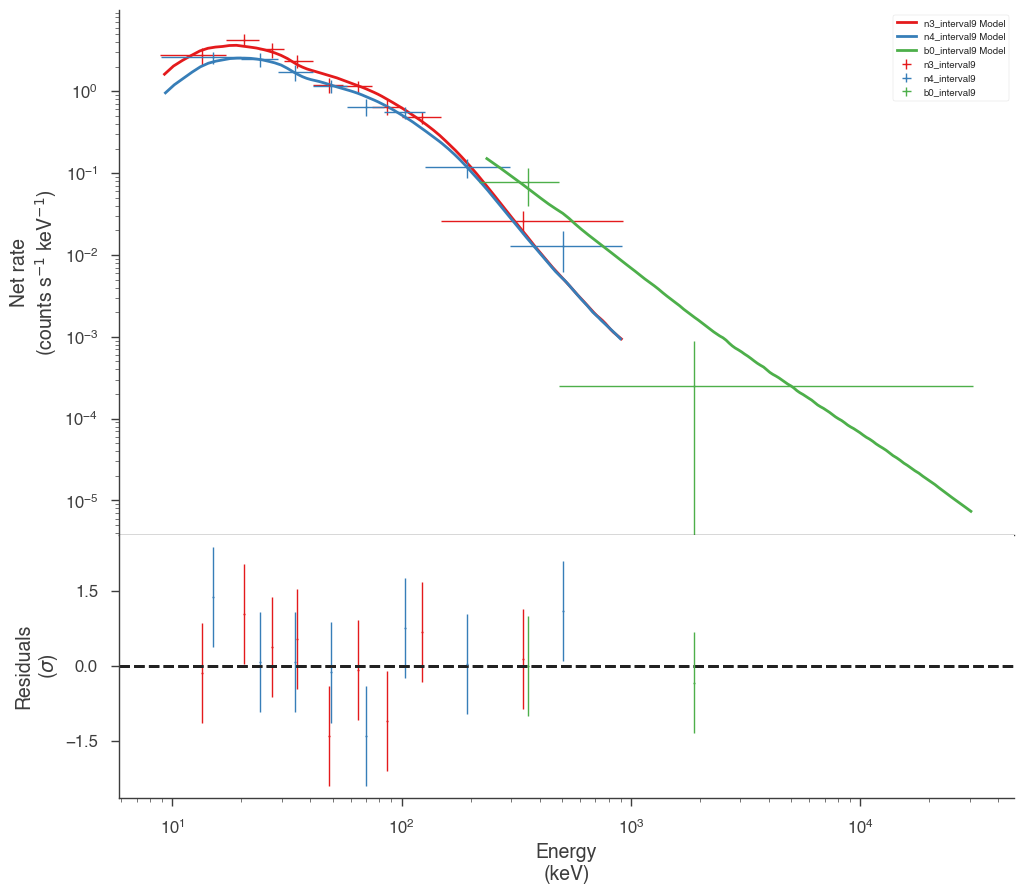 n3_interval9 Model
n4_interval9 Model
b0_interval9 Model
n3_interval9
n4_interval9
b0_interval9
10⁰
10⁻¹
10⁻²
10⁻³
10⁻⁴
10⁻⁵
Net rate
(counts s⁻¹ keV⁻¹)
1.5
0.0
−1.5
Residuals
(σ)
10¹ 10² 10³ 10⁴
Energy
(keV)